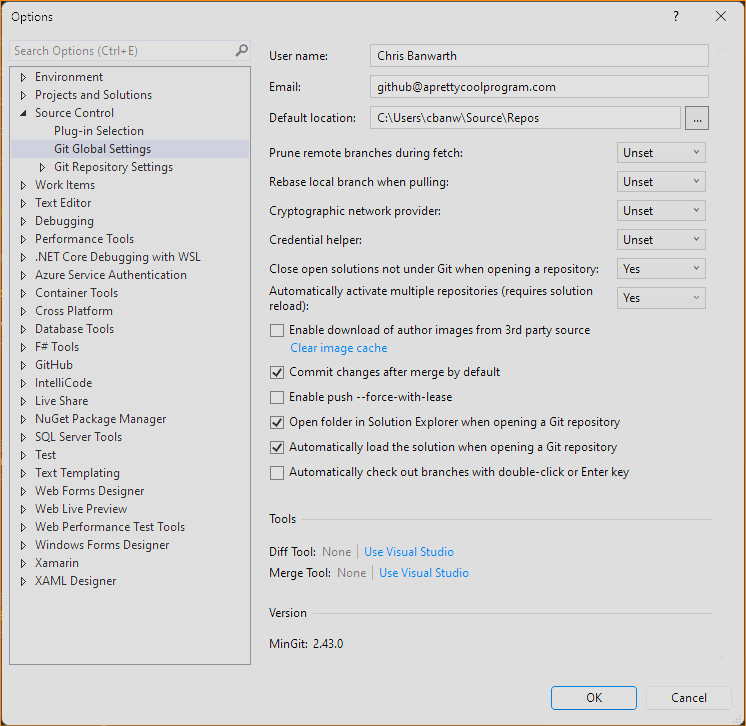 Options
?
Search Options (Ctrl+E)
Environment
Projects and Solutions
Source Control
Plug-in Selection
Git Global Settings
Git Repository Settings
Work Items
Text Editor
Debugging
Performance Tools
.NET Core Debugging with WSL
Azure Service Authentication
Container Tools
Cross Platform
Database Tools
F# Tools
GitHub
IntelliCode
Live Share
NuGet Package Manager
SQL Server Tools
Test
Text Templating
Web Forms Designer
Web Live Preview
Web Performance Test Tools
Windows Forms Designer
Xamarin
XAML Designer
User name: Chris Banwarth
Email: github@aprettycoolprogram.com
Default location: C:\Users\cbanw\Source\Repos ...
Prune remote branches during fetch: Unset
Rebase local branch when pulling: Unset
Cryptographic network provider: Unset
Credential helper: Unset
Close open solutions not under Git when opening a repository: Yes
Automatically activate multiple repositories (requires solution
reload): Yes
Enable download of author images from 3rd party source
Clear image cache
Commit changes after merge by default
Enable push --force-with-lease
Open folder in Solution Explorer when opening a Git repository
Automatically load the solution when opening a Git repository
Automatically check out branches with double-click or Enter key
Tools
Diff Tool: None | Use Visual Studio
Merge Tool: None | Use Visual Studio
Version
MinGit: 2.43.0
OK
Cancel